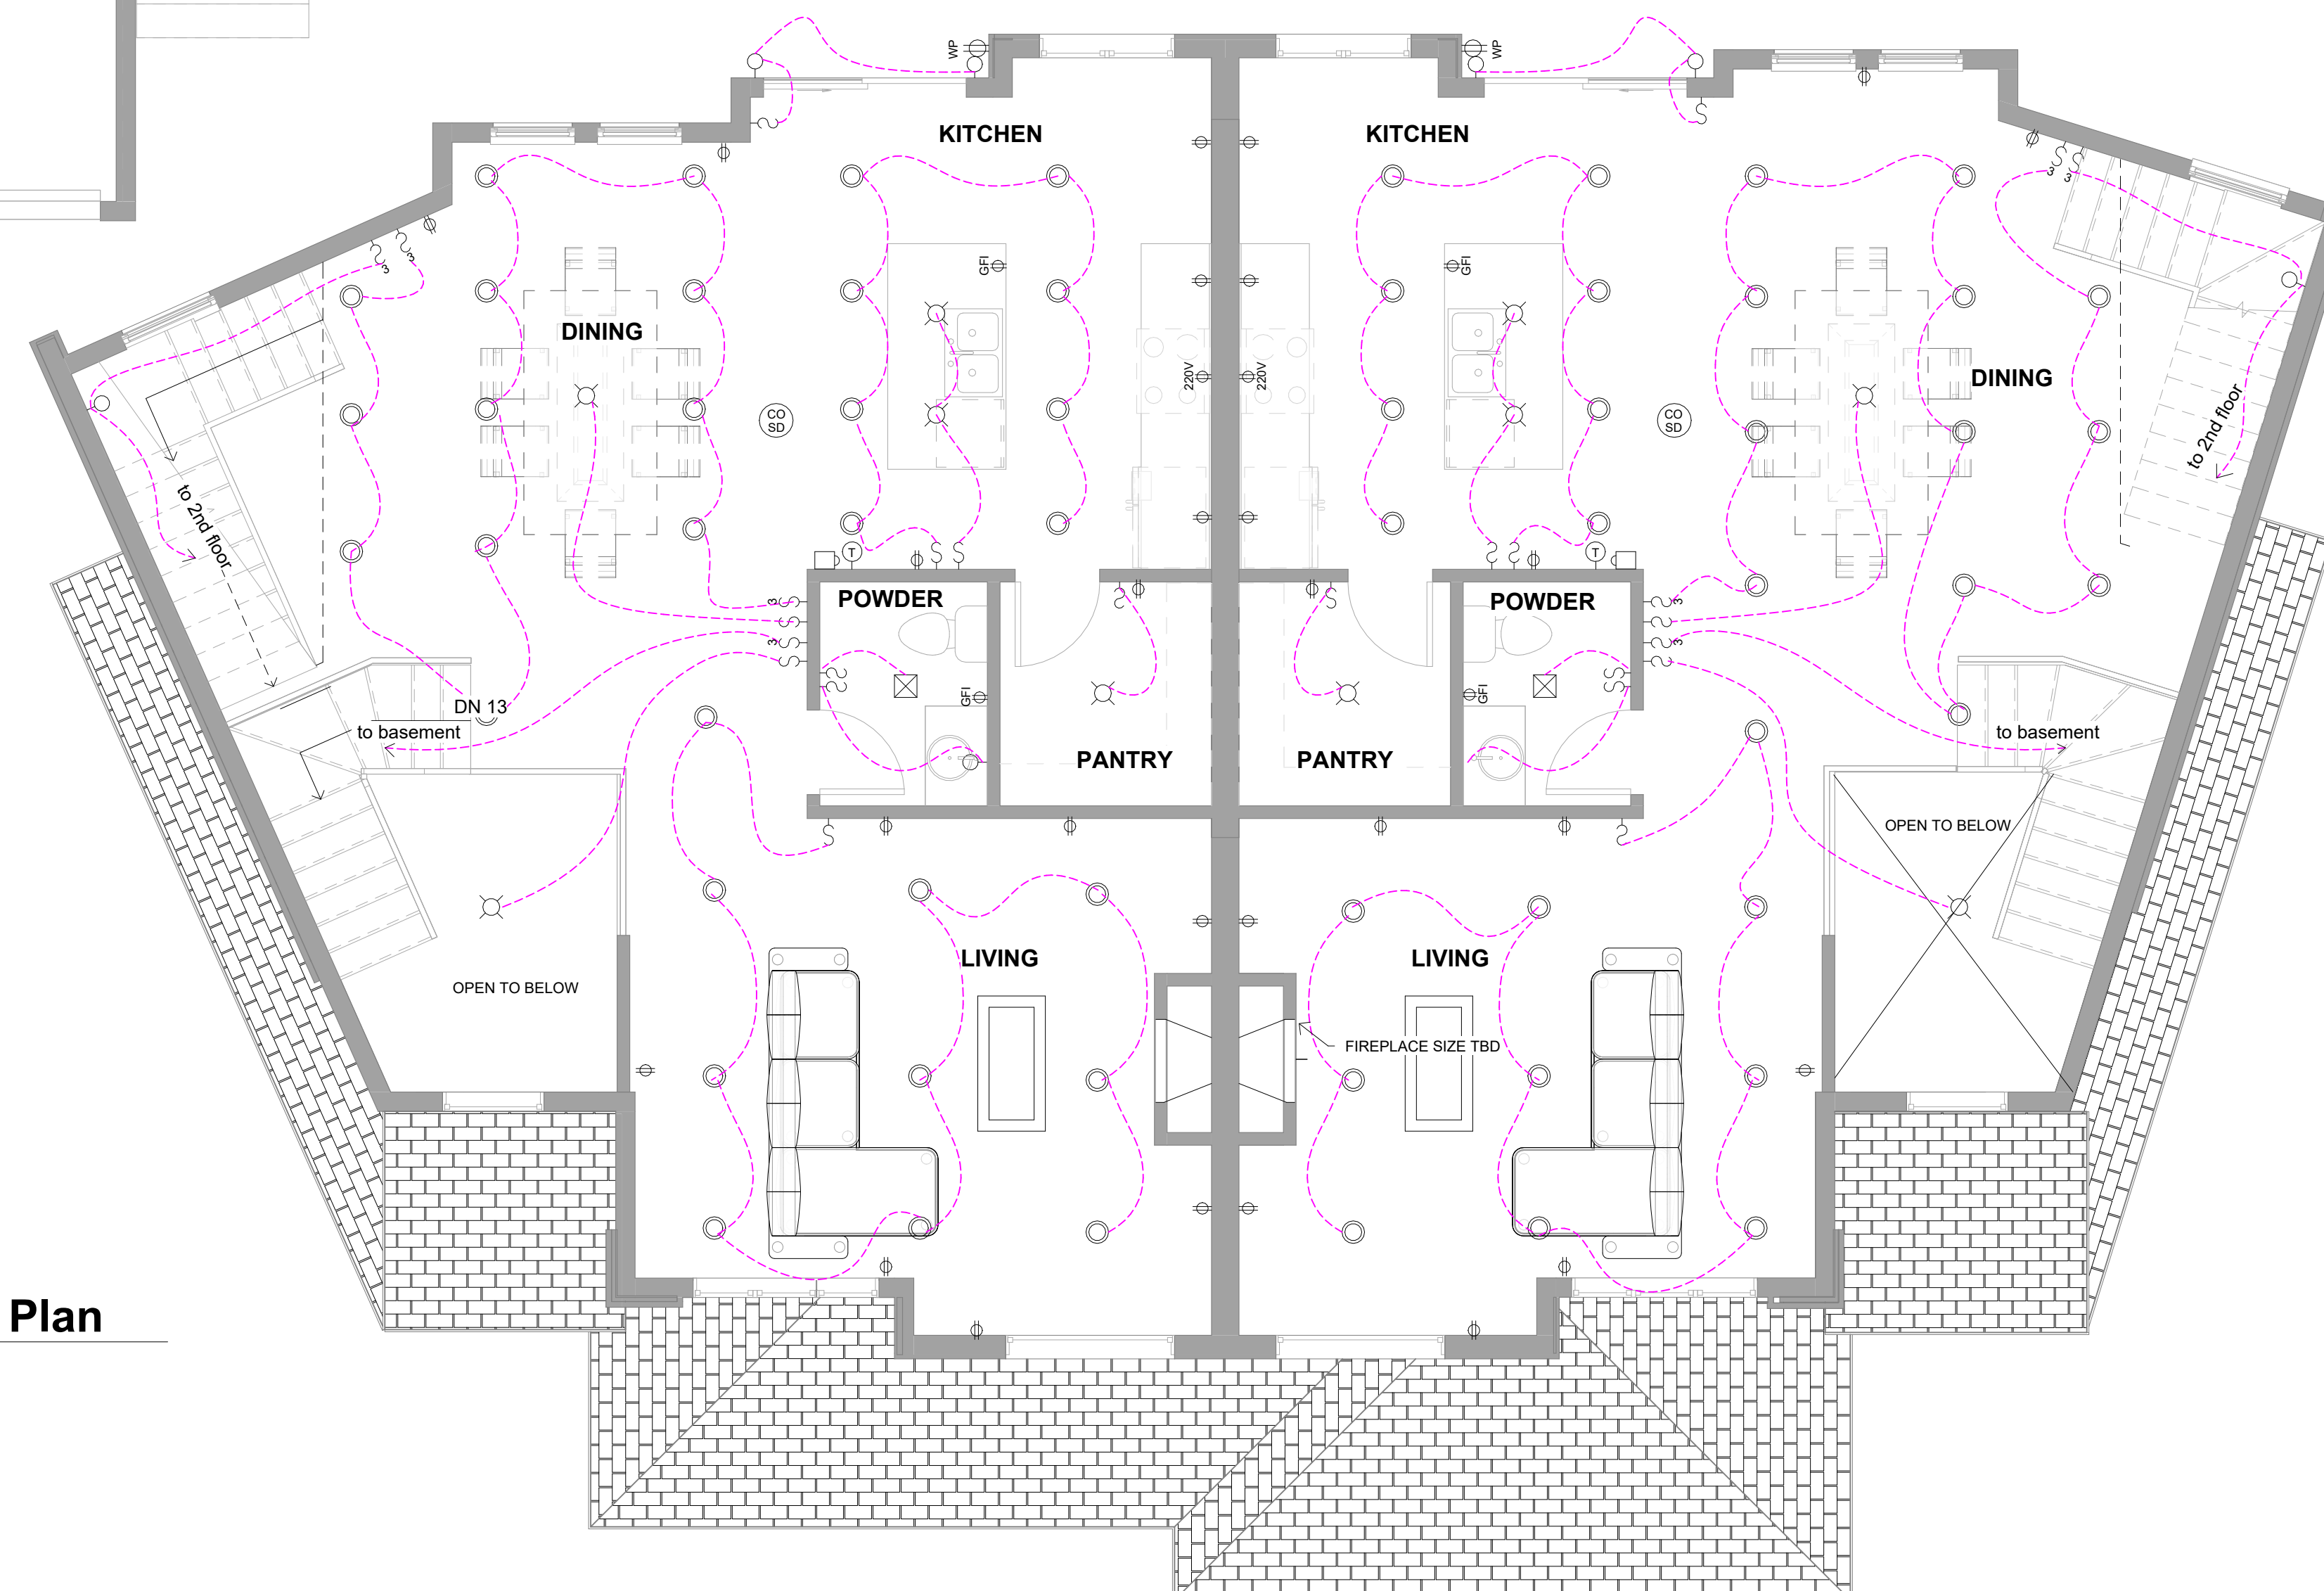 WP
WP
KITCHEN
KITCHEN
3
3
3
3
GFI
GFI
DINING
220V
220V
DINING
CO
SD
CO
SD
to 2nd floor
to 2nd floor
T
T
POWDER
POWDER
3
3
3
3
GFI
GFI
DN 13
to basement
to basement
PANTRY
PANTRY
OPEN TO BELOW
LIVING
LIVING
OPEN TO BELOW
FIREPLACE SIZE TBD
Plan